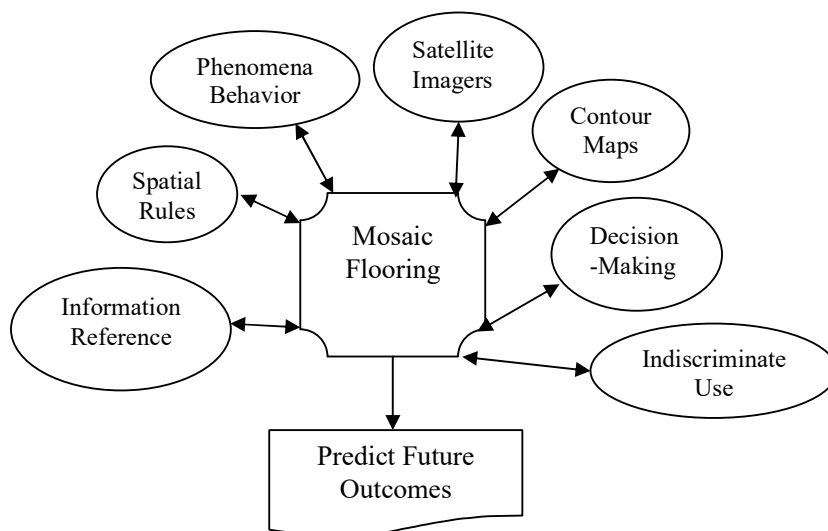 Satellite
Imagers
Phenomena
Behavior
Contour
Maps
Spatial
Rules
Mosaic
Flooring
Decision
-Making
Information
Reference
Indiscriminate
Use
Predict Future
Outcomes